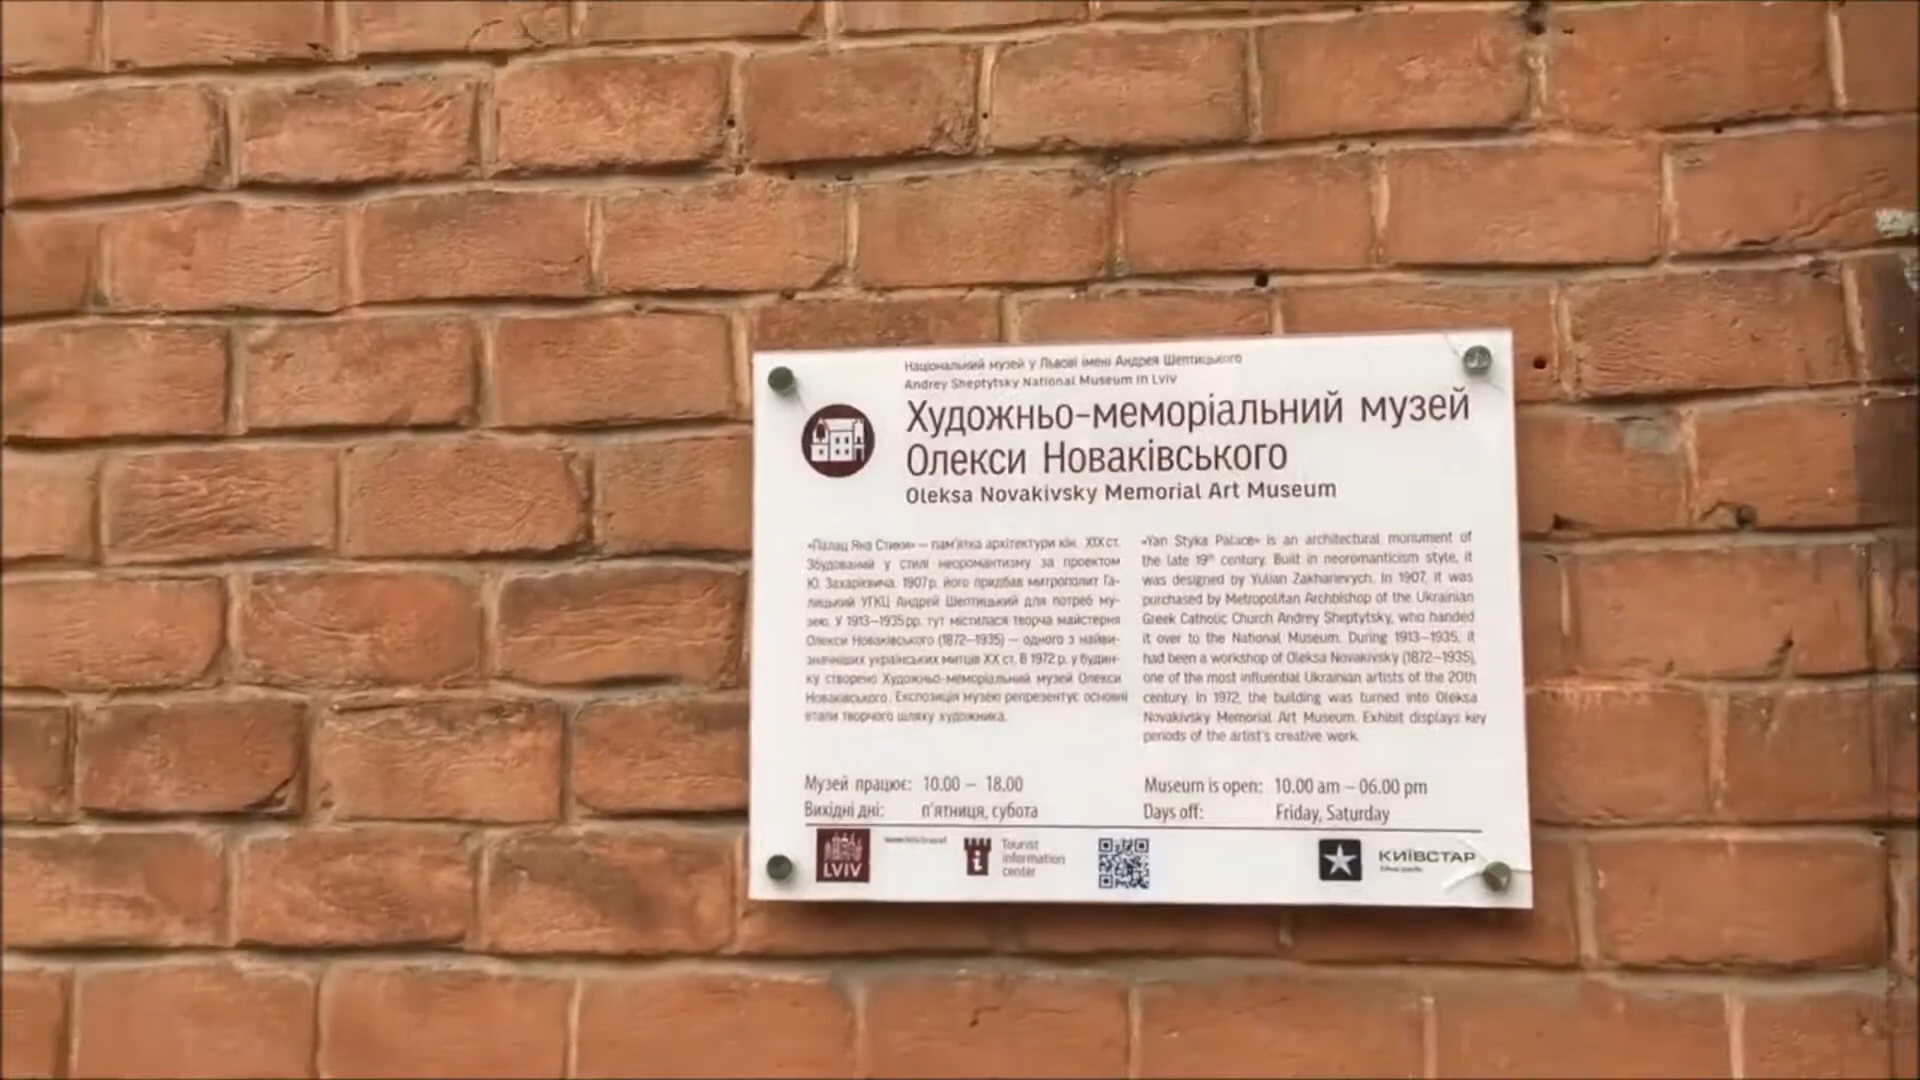 Національний музей у Львові імені Андрея Шептицького
Andrey Sheptytsky National Museum in Lviv
Художньо-меморіальний музей
Олекси Новаківського
Oleksa Novakivsky Memorial Art Museum
«Палац Яна Стики» — пам'ятка архітектури кін. XIX ст.
Збудований у стилі неоромантизму за проектом
Ю. Захарієвича. 1907 р. його придбав митрополит Га-
лицький УГКЦ Андрей Шептицький для потреб му-
зею. У 1913—1935 рр. тут містилася творча майстерня
Олекси Новаківського (1872—1935) — одного з найви-
значніших українських митців XX ст. В 1972 р. у будин-
ку створено Художньо-меморіальний музей Олекси
Новаківського. Експозиція музею репрезентує основні
етапи творчого шляху художника.
«Yan Styka Palace» is an architectural monument of
the late 19th century. Built in neoromanticism style, it
was designed by Yulian Zakharievych. In 1907, it was
purchased by Metropolitan Archbishop of the Ukrainian
Greek Catholic Church Andrey Sheptytsky, who handed
it over to the National Museum. During 1913—1935, it
had been a workshop of Oleksa Novakivsky (1872—1935),
one of the most influential Ukrainian artists of the 20th
century. In 1972, the building was turned into Oleksa
Novakivsky Memorial Art Museum. Exhibit displays key
periods of the artist's creative work.
Музей працює: 10.00 – 18.00
Вихідні дні: п'ятниця, субота
Museum is open: 10.00 am – 06.00 pm
Days off: Friday, Saturday
LVIV
Tourist
information
center
КИЇВСТАР